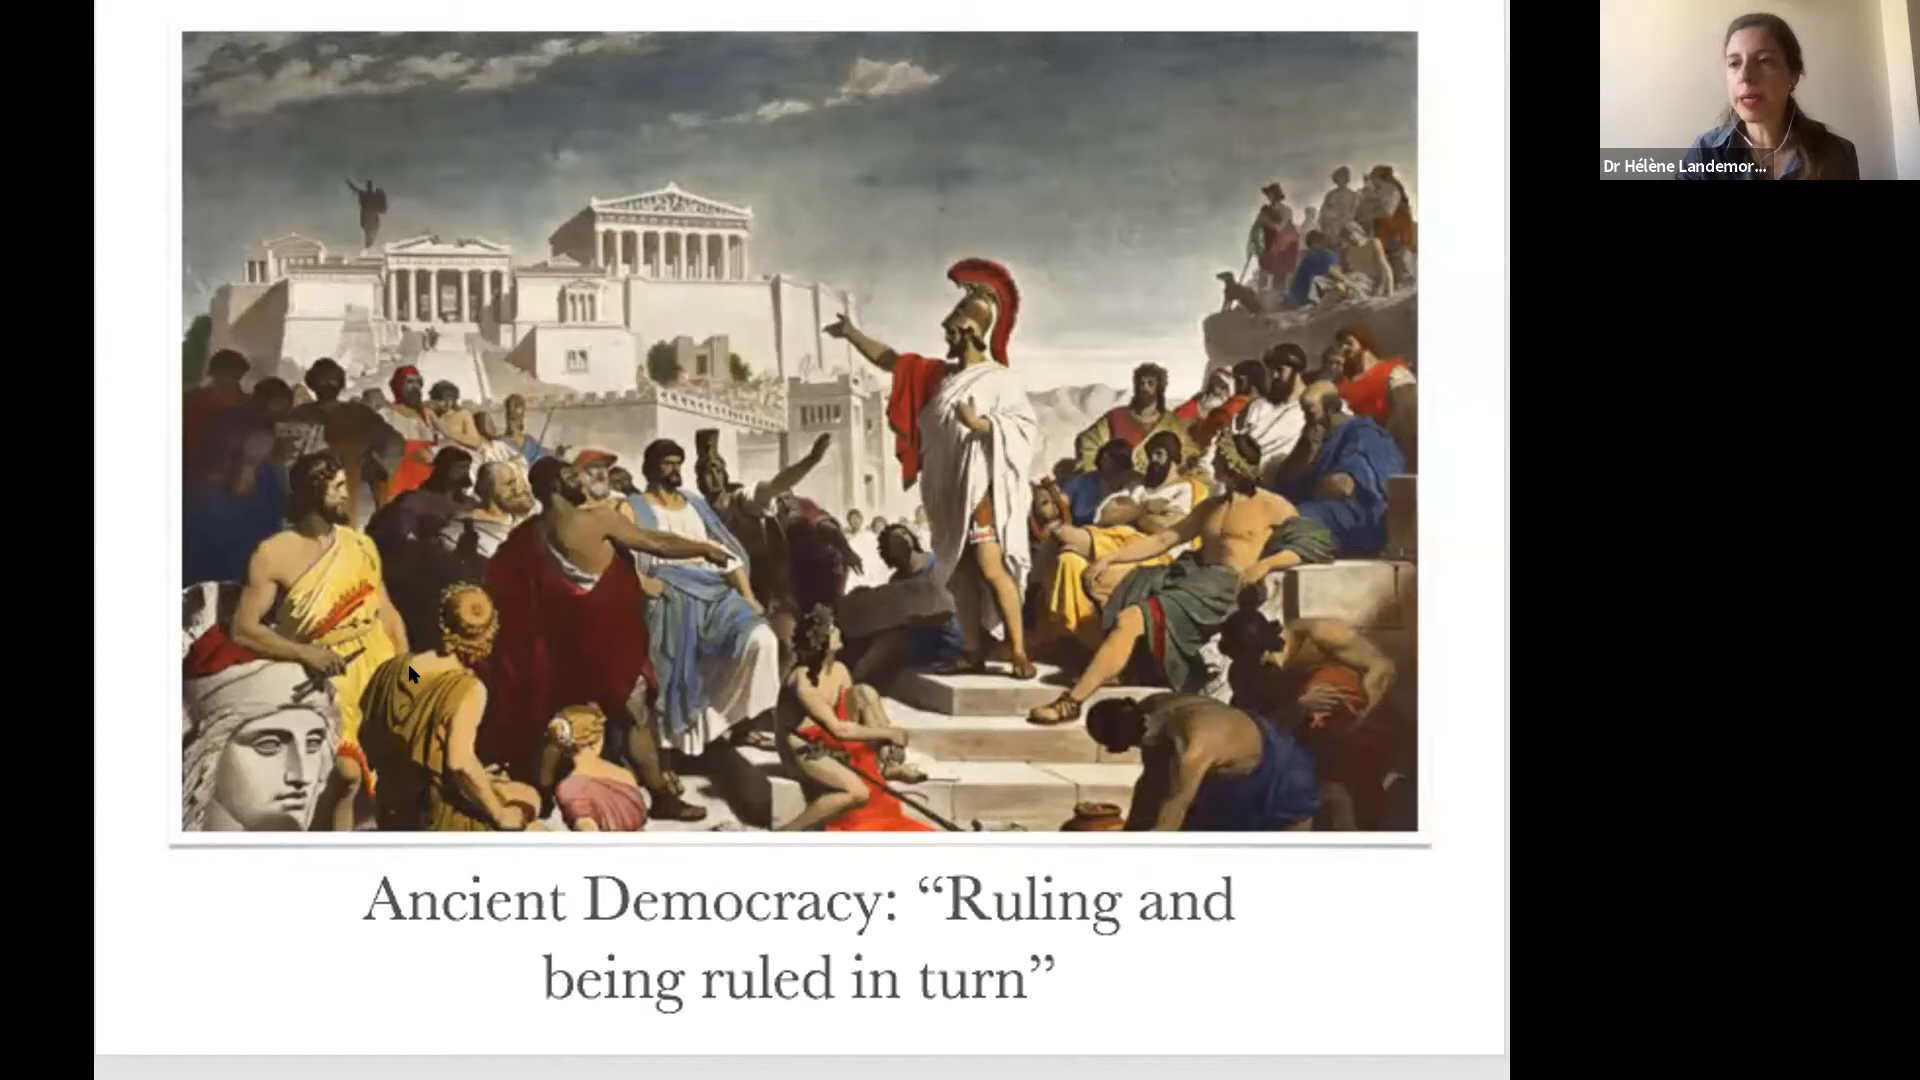 Dr Hélène Landemor...
Ancient Democracy: “Ruling and
being ruled in turn”